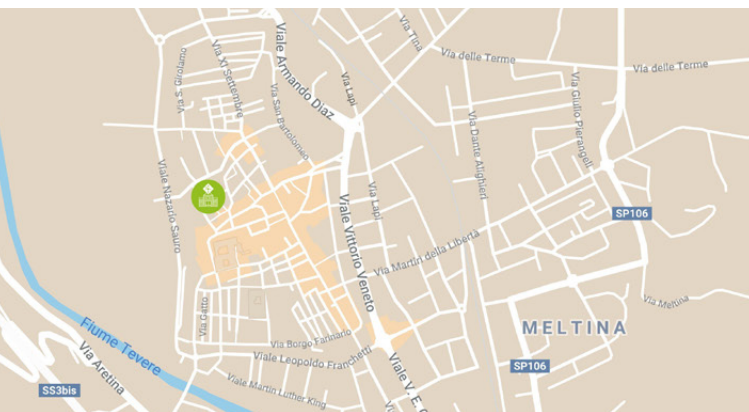 Via Tina
Via delle Terme
Via delle Terme
Via S. Girolamo
Via XI Settembre
Viale Armando Diaz
Via Lapi
Via San Bartolomeo
Via Giulio Pierangeli
Via Dante Alighieri
Viale Nazario Sauro
Via Lapi
Viale Vittorio Veneto
SP106
Via Martiri della Libertà
Via Meltina
Via Gatto
MELTINA
Fiume Tevere
Via Borgo Farinario
Viale Leopoldo Franchetti
Via Aretina
SP106
SS3bis
Viale Martin Luther King
Viale V. E.